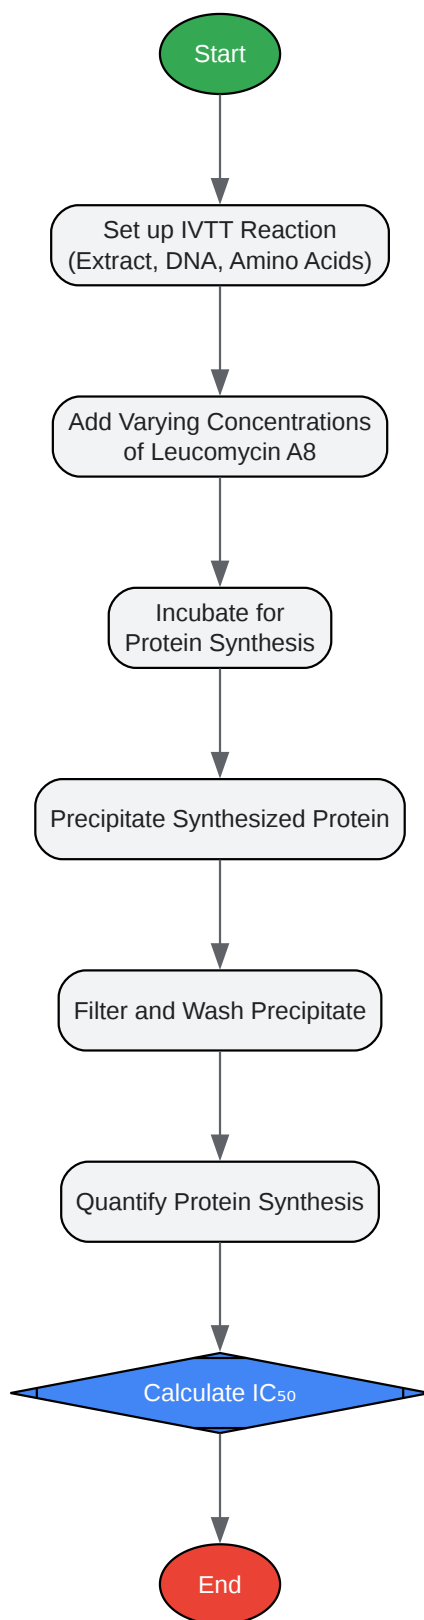 Start
Set up IVTT Reaction
(Extract, DNA, Amino Acids)
Add Varying Concentrations
of Leucomycin A8
Incubate for
Protein Synthesis
Precipitate Synthesized Protein
Filter and Wash Precipitate
Quantify Protein Synthesis
Calculate IC₅₀
End